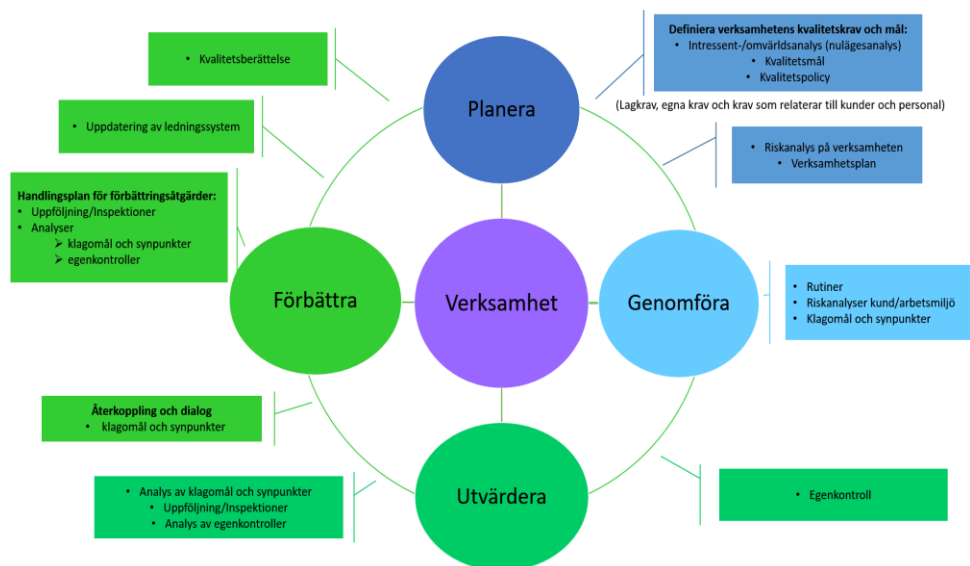 Definiera verksamhetens kvalitetskrav och mål:
• Intressent-/omvärldsanalys (nulägesanalys)
• Kvalitetsmål
• Kvalitetspolicy
(Lagkrav, egna krav och krav som relaterar till kunder och personal)
• Kvalitetsberättelse
Planera
• Uppdatering av ledningssystem
• Riskanalys på verksamheten
• Verksamhetsplan
Handlingsplan för förbättringsåtgärder:
• Uppföljning/Inspektioner
• Analyser
➢ klagomål och synpunkter
➢ egenkontroller
Förbättra
Verksamhet
Genomföra
• Rutiner
• Riskanalyser kund/arbetsmiljö
• Klagomål och synpunkter
Återkoppling och dialog
• klagomål och synpunkter
• Analys av klagomål och synpunkter
• Uppföljning/Inspektioner
• Analys av egenkontroller
Utvärdera
• Egenkontroll